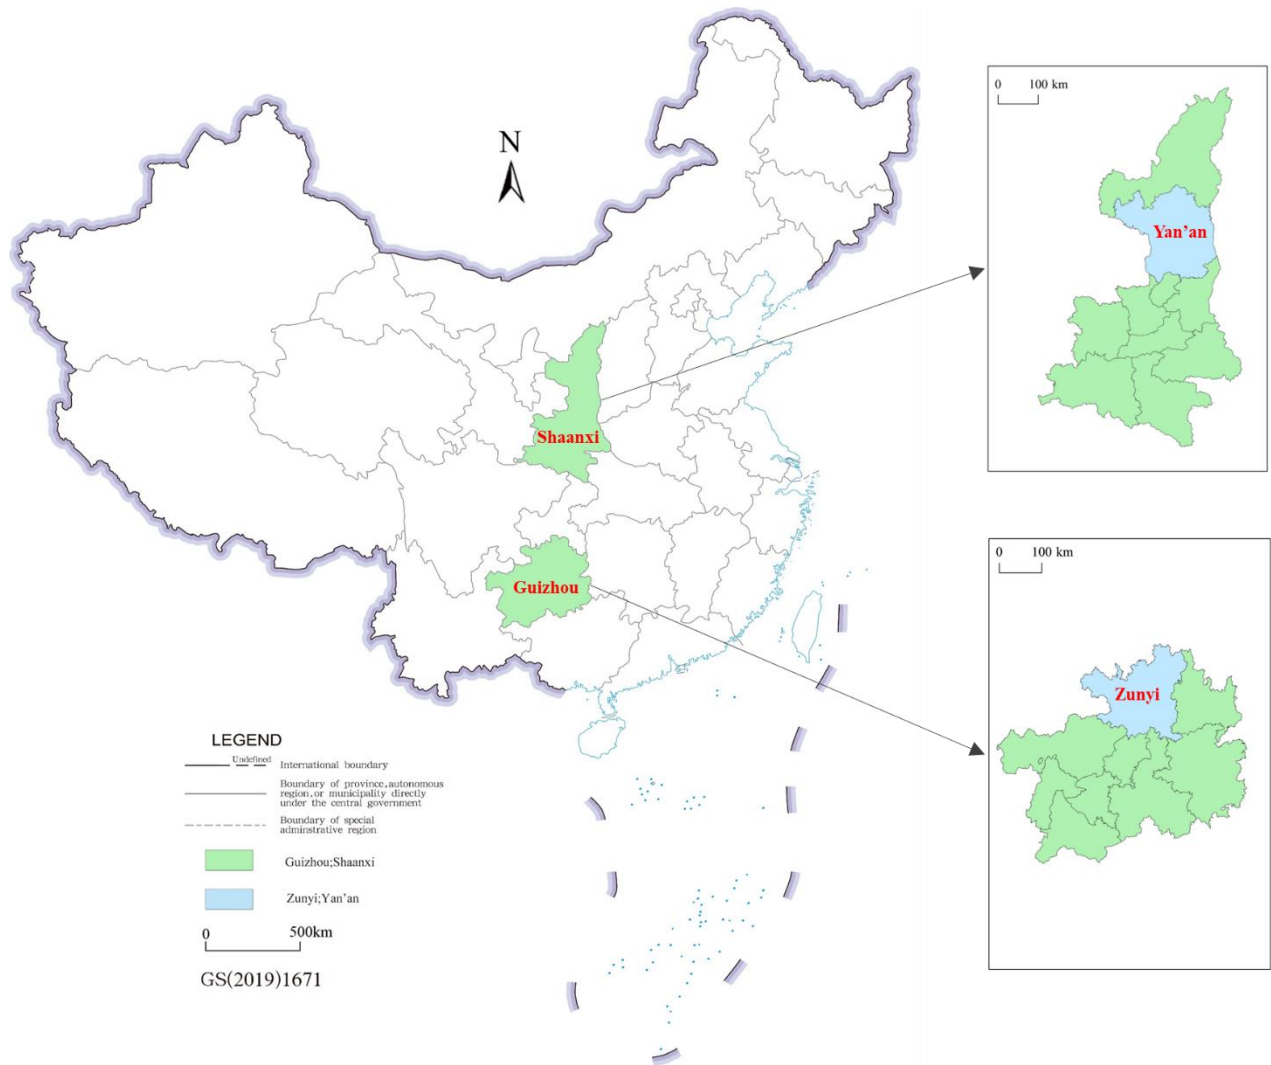 N
Shaanxi
Guizhou
LEGEND
Undefined
International boundary
Boundary of province,autonomous
region,or municipality directly
under the central government
Boundary of special
adminstrative region
Guizhou;Shaanxi
Zunyi;Yan'an
0 500km
GS(2019)1671
0 100 km
Yan'an
0 100 km
Zunyi